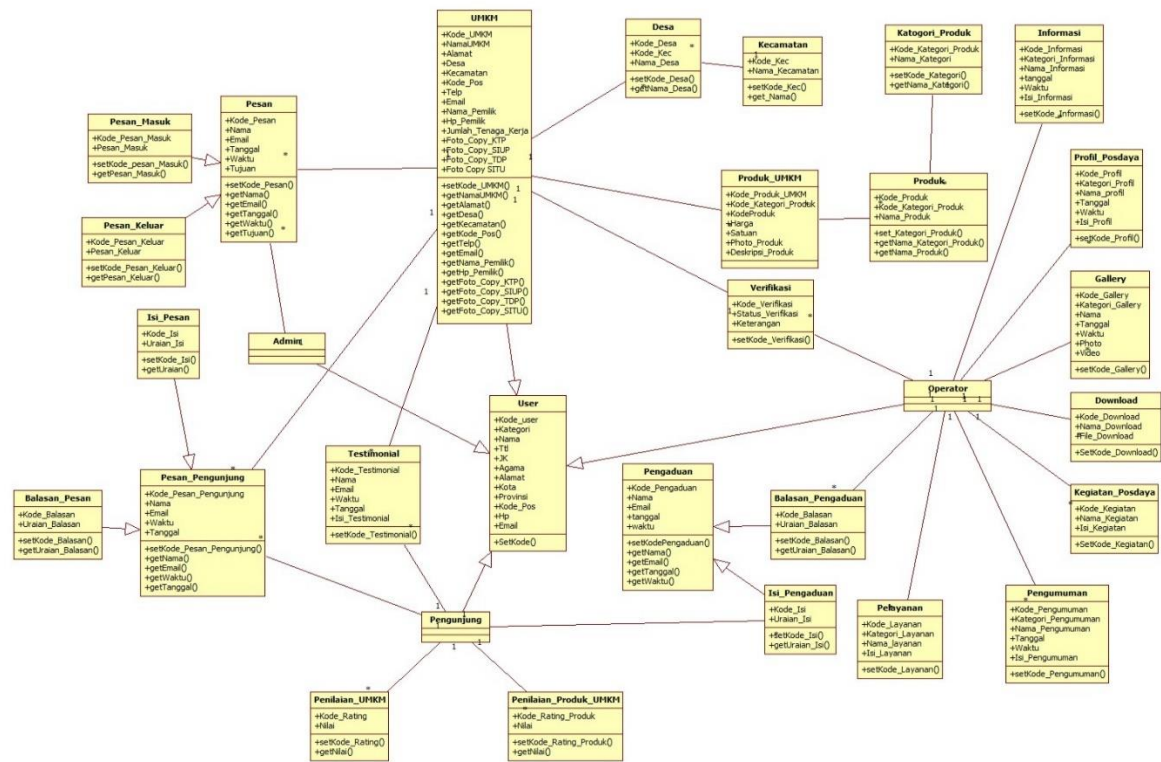 UMKM
+Kode_UMKM
+NamaUMKM
+Alamat
+Desa
+Kecamatan
+Kode_Pos
+Telp
+Email
+Nama_Pemilik
+Hp_Pemilik
+Jumlah_Tenaga_Kerja
+Foto_Copy_KTP
+Foto_Copy_SIUP
+Foto_Copy_TDP
+Foto Copy SITU
+setKode_UMKM()
+getNamaUMKM()
+getAlamat()
+getDesa()
+getKecamatan()
+getKode_Pos()
+getTelp()
+getEmail()
+getNama_Pemilik()
+getHp_Pemilik()
+getFoto_Copy_KTP()
+getFoto_Copy_SIUP()
+getFoto_Copy_TDP()
+getFoto_Copy_SITU()
Desa
+Kode_Desa
+Kode_Kec
+Nama_Desa
+setKode_Desa()
+getNama_Desa()
Kecamatan
+Kode_Kec
+Nama_Kecamatan
+setKode_Kec()
+get_Nama()
Katogori_Produk
+Kode_Kategori_Produk
+Nama_Kategori
+setKode_Kategori()
+getNama_Kategori()
Informasi
+Kode_Informasi
+Kategori_Informasi
+Nama_Informasi
+tanggal
+Waktu
+Isi_Informasi
+setKode_Informasi()
Pesan_Masuk
+Kode_Pesan_Masuk
+Pesan_Masuk
+setKode_pesan_Masuk()
+getPesan_Masuk()
Pesan
+Kode_Pesan
+Nama
+Email
+Tanggal
+Waktu
+Tujuan
+setKode_Pesan()
+getNama()
+getEmail()
+getTanggal()
+getWaktu()
+getTujuan()
Pesan_Keluar
+Kode_Pesan_Keluar
+Pesan_Keluar
+setKode_Pesan_Keluar()
+getPesan_Keluar()
Produk_UMKM
+Kode_Produk_UMKM
+Kode_Kategori_Produk
+KodeProduk
+Harga
+Satuan
+Photo_Produk
+Deskripsi_Produk
Produk
+Kode_Produk
+Kode_Kategori_Produk
+Nama_Produk
+set_Kategori_Produk()
+getNama_Kategori_Produk()
+getNama_Produk()
Profil_Posdaya
+Kode_Profil
+Kategori_Profil
+Nama_profil
+Tanggal
+Waktu
+Isi_Profil
+setKode_Profil()
Verifikasi
+Kode_Verifikasi
+Status_Verifikasi
+Keterangan
+setKode_Verifikasi()
Gallery
+Kode_Gallery
+Kategori_Gallery
+Nama
+Tanggal
+Waktu
+Photo
+Video
+setKode_Gallery()
Isi_Pesan
+Kode_Isi
+Uraian_Isi
+setKode_Isi()
+getUraian()
Admin
User
+Kode_user
+Kategori
+Nama
+Ttl
+JK
+Agama
+Alamat
+Kota
+Provinsi
+Kode_Pos
+Hp
+Email
+SetKode()
Operator
Download
+Kode_Download
+Nama_Download
+File_Download
+SetKode_Download()
Testimonial
+Kode_Testimonial
+Nama
+Email
+Waktu
+Tanggal
+Isi_Testimonial
+setKode_Testimonial()
Balasan_Pesan
+Kode_Balasan
+Uraian_Balasan
+setKode_Balasan()
+getUraian_Balasan()
Pesan_Pengunjung
+Kode_Pesan_Pengunjung
+Nama
+Email
+Waktu
+Tanggal
+setKode_Pesan_Pengunjung()
+getNama()
+getEmail()
+getWaktu()
+getTanggal()
Pengaduan
+Kode_Pengaduan
+Nama
+Email
+tanggal
+waktu
+setKodePengaduan()
+getNama()
+getEmail()
+getTanggal()
+getWaktu()
Balasan_Pengaduan
+Kode_Balasan
+Uraian_Balasan
+setKode_Balasan()
+getUraian_Balasan()
Kegiatan_Posdaya
+Kode_Kegiatan
+Nama_Kegiatan
+Isi_Kegiatan
+SetKode_Kegiatan()
Isi_Pengaduan
+Kode_Isi
+Uraian_Isi
+setKode_Isi()
+getUraian_Isi()
Pelayanan
+Kode_Layanan
+Kategori_Layanan
+Nama_layanan
+Isi_Layanan
+setKode_Layanan()
Pengumuman
+Kode_Pengumuman
+Kategori_Pengumuman
+Nama_Pengumuman
+Tanggal
+Waktu
+Isi_Pengumuman
+setKode_Pengumuman()
Pengunjung
Penilaian_UMKM
+Kode_Rating
+Nilai
+setKode_Rating()
+getNilai()
Penilaian_Produk_UMKM
+Kode_Rating_Produk
+Nilai
+setKode_Rating_Produk()
+getNilai()